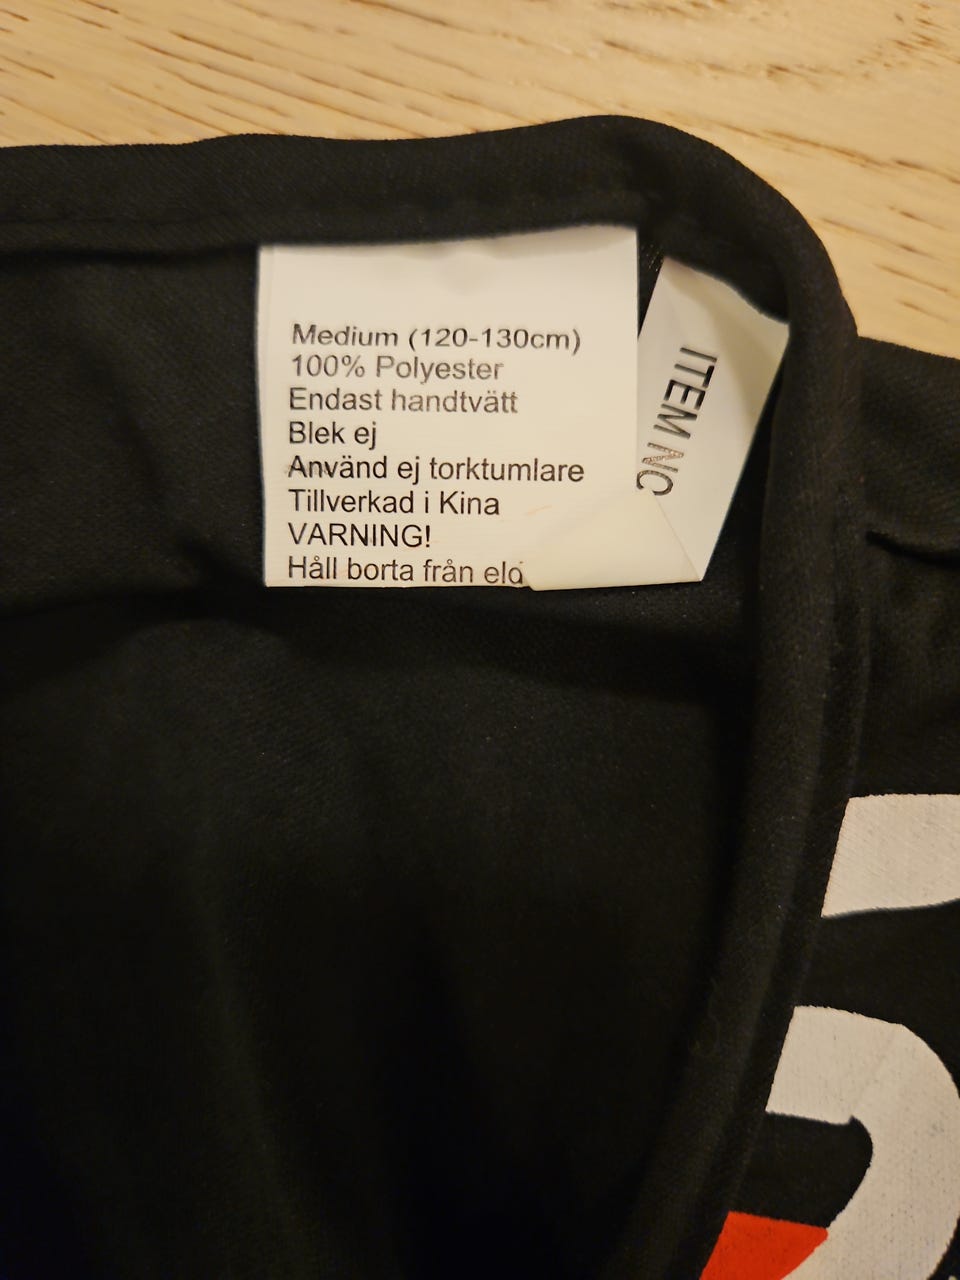 Medium (120-130cm)
100% Polyester
Endast handtvätt
Blek ej
Använd ej torktumlare
Tillverkad i Kina
VARNING!
Håll borta från eld
ITEM NO